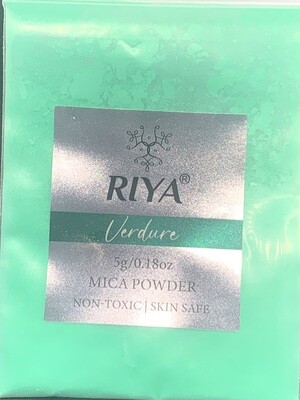 RIYA®
Verdure
5g/0.18oz
MICA POWDER
NON-TOXIC | SKIN SAFE